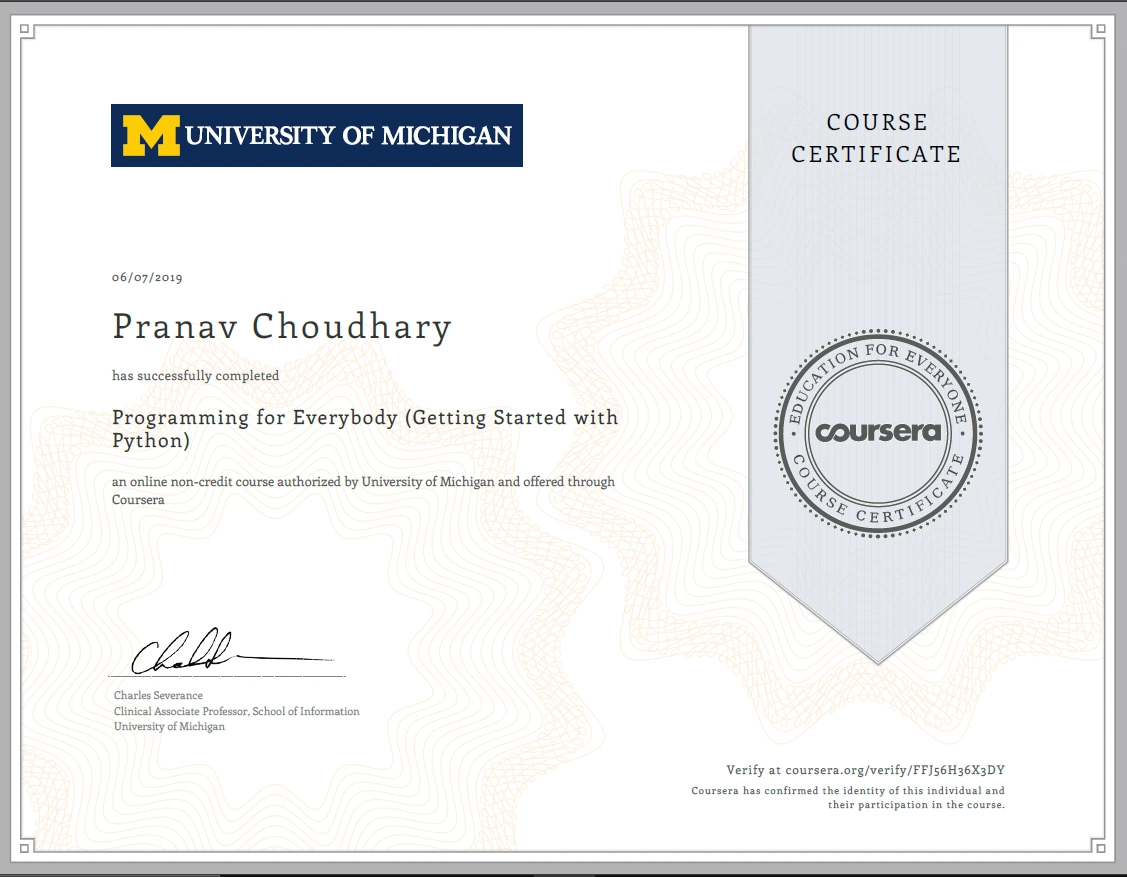 M UNIVERSITY OF MICHIGAN
COURSE
CERTIFICATE
06/07/2019
Pranav Choudhary
has successfully completed
Programming for Everybody (Getting Started with
Python)
an online non-credit course authorized by University of Michigan and offered through
Coursera
EDUCATION FOR EVERYONE
coursera
COURSE CERTIFICATE
Charles Severance
Clinical Associate Professor, School of Information
University of Michigan
Verify at coursera.org/verify/FFJ56H36X3DY
Coursera has confirmed the identity of this individual and
their participation in the course.